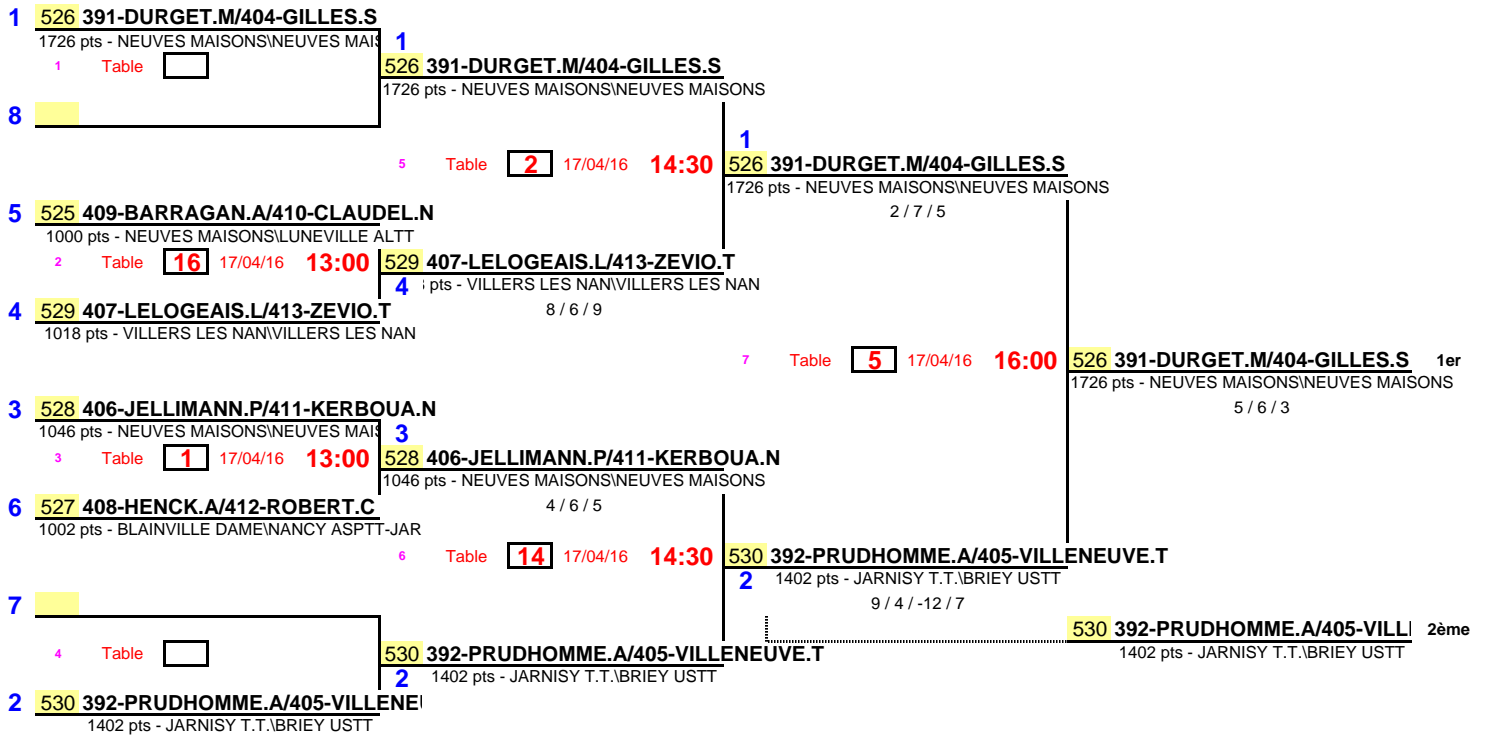 1 526 391-DURGET.M/404-GILLES.S
1726 pts - NEUVES MAISONS\NEUVES MAIS
1
1 Table
526 391-DURGET.M/404-GILLES.S
1726 pts - NEUVES MAISONS\NEUVES MAISONS
8
1
5 Table 2 17/04/16 14:30
526 391-DURGET.M/404-GILLES.S
1726 pts - NEUVES MAISONS\NEUVES MAISONS
2 / 7 / 5
5 525 409-BARRAGAN.A/410-CLAUDEL.N
1000 pts - NEUVES MAISONS\LUNEVILLE ALTT
2 Table 16 17/04/16 13:00
529 407-LELOGEAIS.L/413-ZEVIO.T
4 pts - VILLERS LES NAN\VILLERS LES NAN
8 / 6 / 9
4 529 407-LELOGEAIS.L/413-ZEVIO.T
1018 pts - VILLERS LES NAN\VILLERS LES NAN
7 Table 5 17/04/16 16:00
526 391-DURGET.M/404-GILLES.S 1er
1726 pts - NEUVES MAISONS\NEUVES MAISONS
5 / 6 / 3
3 528 406-JELLIMANN.P/411-KERBOUA.N
1046 pts - NEUVES MAISONS\NEUVES MAIS
3
3 Table 1 17/04/16 13:00
528 406-JELLIMANN.P/411-KERBOUA.N
1046 pts - NEUVES MAISONS\NEUVES MAISONS
4 / 6 / 5
6 527 408-HENCK.A/412-ROBERT.C
1002 pts - BLAINVILLE DAME\NANCY ASPTT-JAR
6 Table 14 17/04/16 14:30
530 392-PRUDHOMME.A/405-VILLENEUVE.T
2 1402 pts - JARNISY T.T.\BRIEY USTT
9 / 4 / -12 / 7
7
530 392-PRUDHOMME.A/405-VILL 2ème
1402 pts - JARNISY T.T.\BRIEY USTT
4 Table
530 392-PRUDHOMME.A/405-VILLENEUVE.T
2 1402 pts - JARNISY T.T.\BRIEY USTT
2 530 392-PRUDHOMME.A/405-VILLENE
1402 pts - JARNISY T.T.\BRIEY USTT